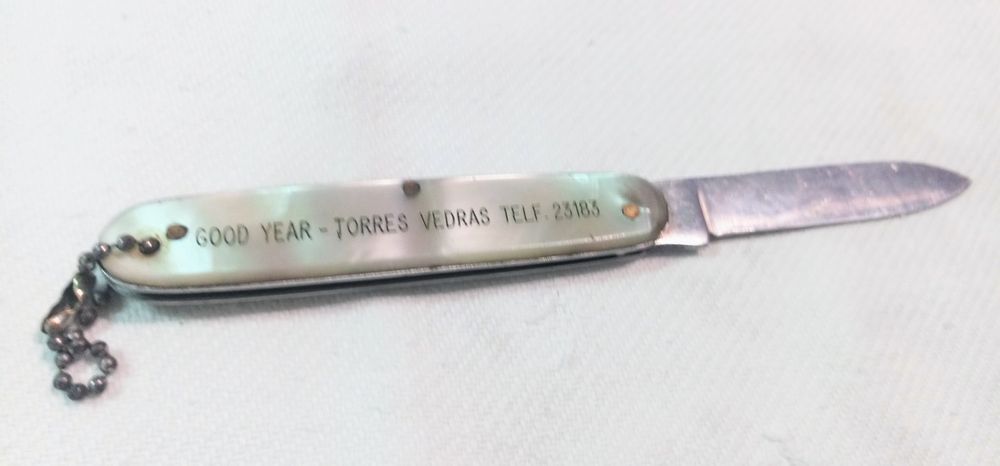 GOOD YEAR - TORRES VEDRAS TELF. 23183